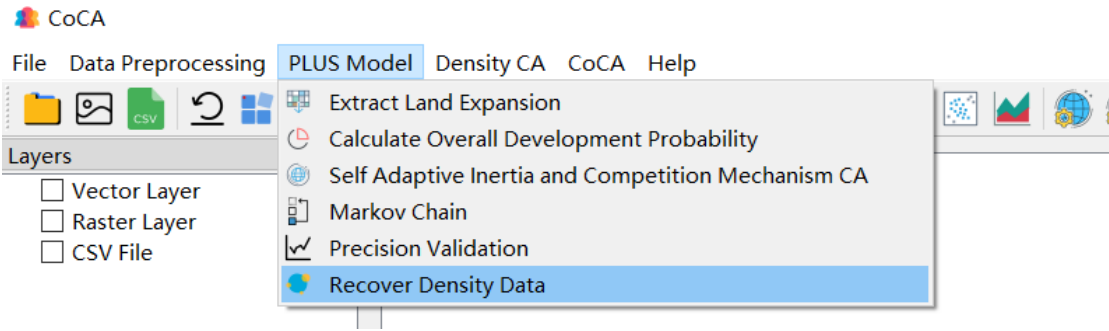 CoCA
File Data Preprocessing PLUS Model Density CA CoCA Help
CSV
Extract Land Expansion
Calculate Overall Development Probability
Layers
Self Adaptive Inertia and Competition Mechanism CA
Vector Layer
Markov Chain
Raster Layer
Precision Validation
CSV File
Recover Density Data